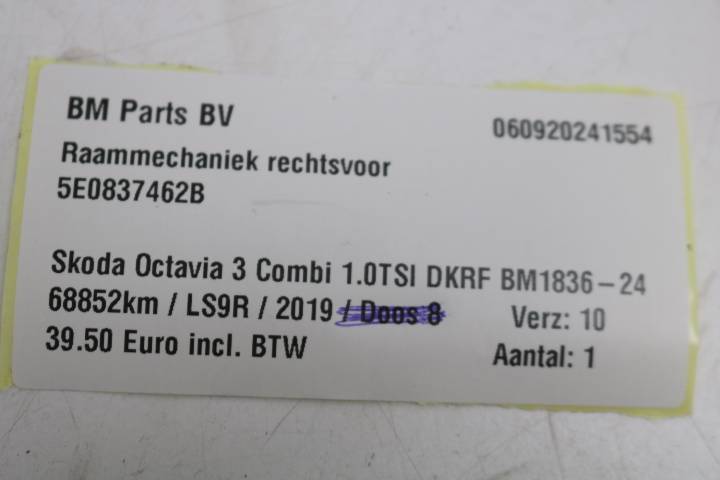 BM Parts BV 060920241554
Raammechaniek rechtsvoor
5E0837462B
Skoda Octavia 3 Combi 1.0TSI DKRF BM1836-24
68852km / LS9R / 2019 / Doos 8 Verz: 10
39.50 Euro incl. BTW Aantal: 1